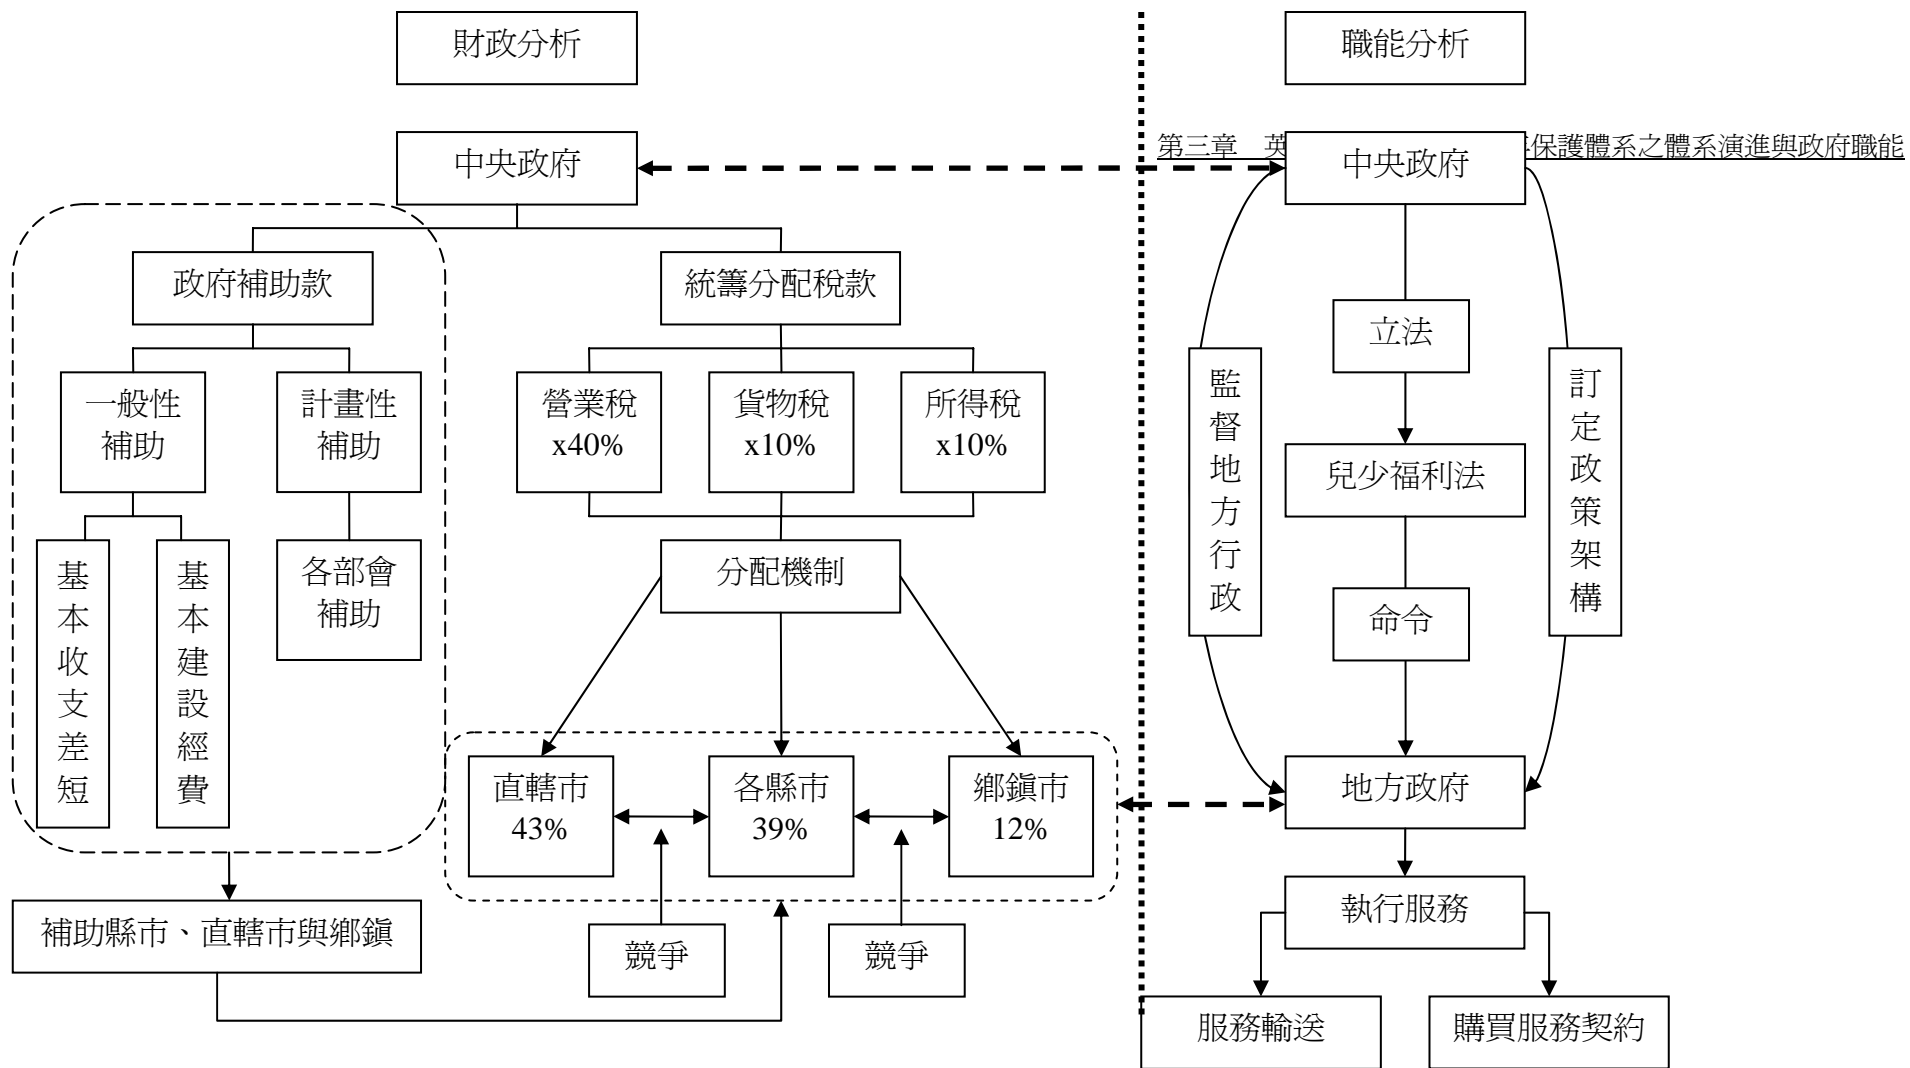 財政分析
職能分析
中央政府
第三章 英
中央政府
保護體系之體系演進與政府職能
政府補助款
統籌分配稅款
一般性
補助
計畫性
補助
營業稅
x40%
貨物稅
x10%
所得稅
x10%
基本收支差短
基本建設經費
各部會
補助
分配機制
直轄市
43%
各縣市
39%
鄉鎮市
12%
補助縣市、直轄市與鄉鎮
競爭
競爭
立法
監督地方行政
訂定政策架構
兒少福利法
命令
地方政府
執行服務
服務輸送
購買服務契約